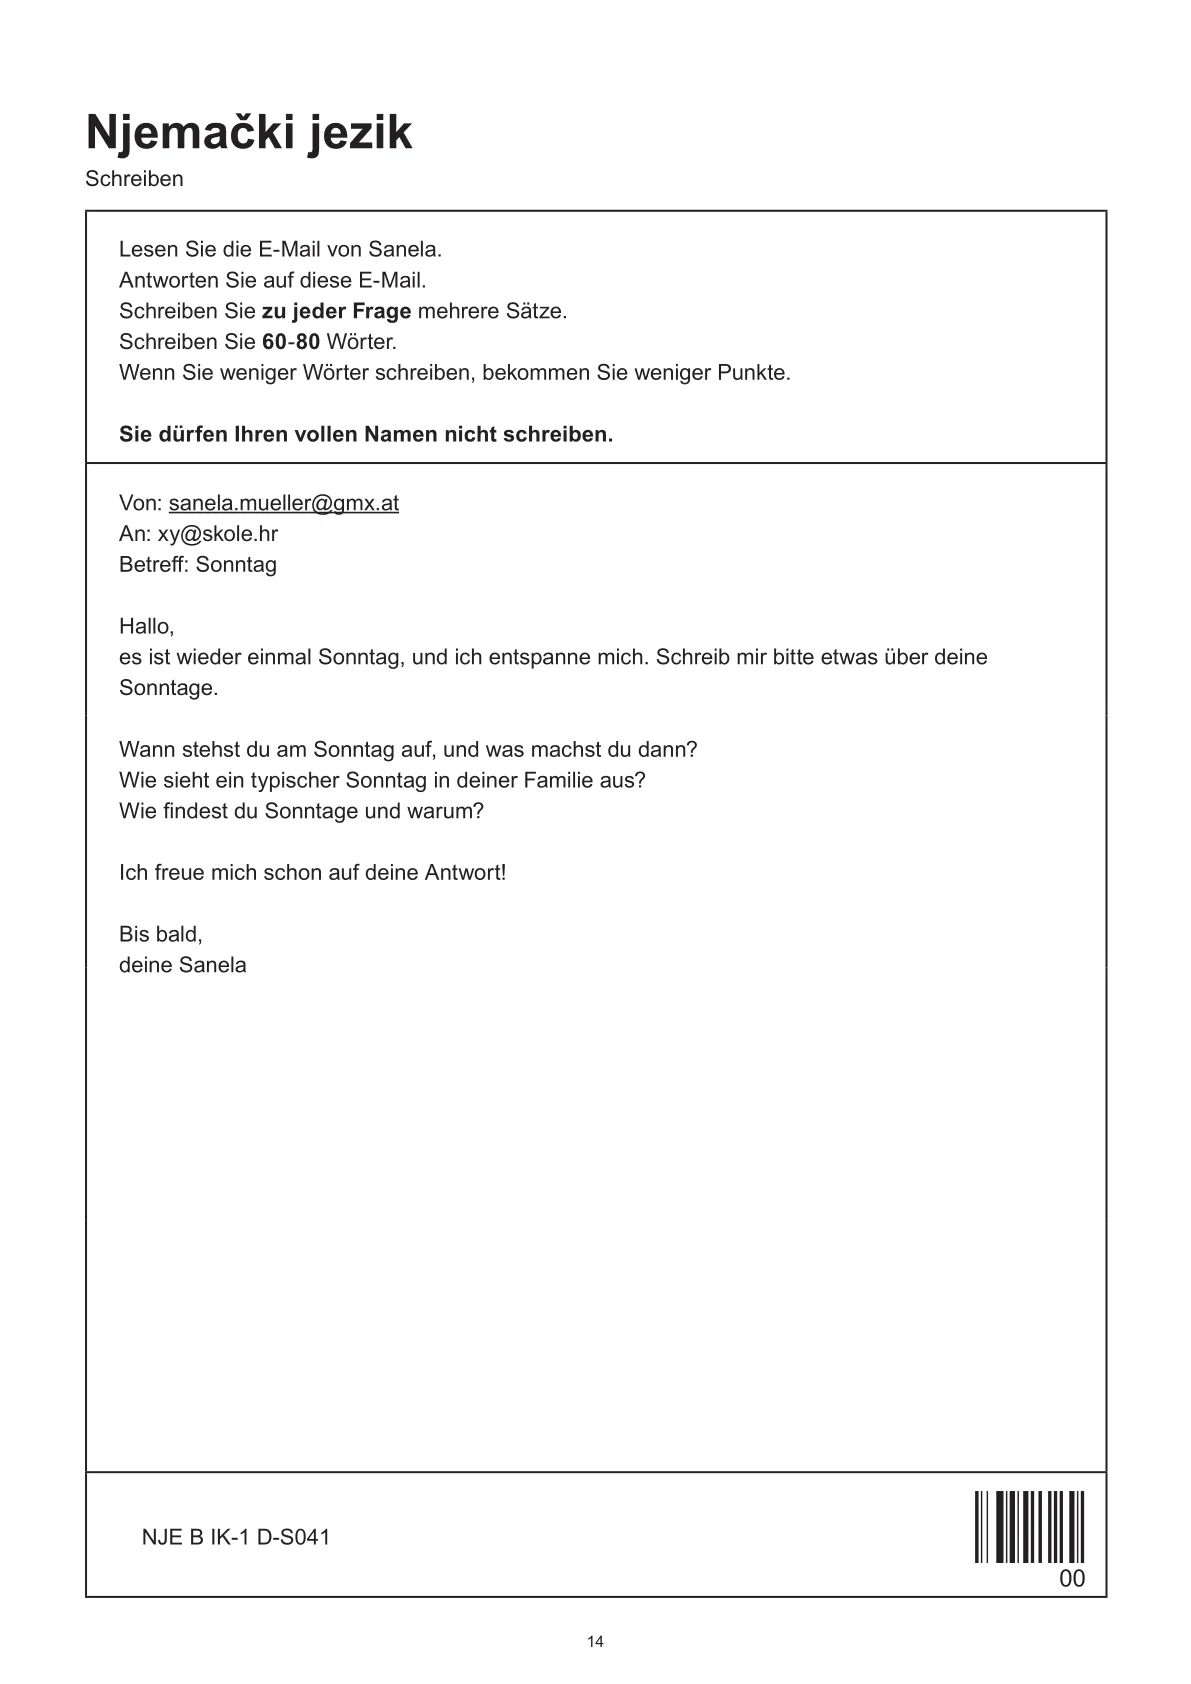 Njemački jezik
Schreiben
Lesen Sie die E-Mail von Sanela.
Antworten Sie auf diese E-Mail.
Schreiben Sie zu jeder Frage mehrere Sätze.
Schreiben Sie 60-80 Wörter.
Wenn Sie weniger Wörter schreiben, bekommen Sie weniger Punkte.
Sie dürfen Ihren vollen Namen nicht schreiben.
Von: sanela.mueller@gmx.at
An: xy@skole.hr
Betreff: Sonntag
Hallo,
es ist wieder einmal Sonntag, und ich entspanne mich. Schreib mir bitte etwas über deine
Sonntage.
Wann stehst du am Sonntag auf, und was machst du dann?
Wie sieht ein typischer Sonntag in deiner Familie aus?
Wie findest du Sonntage und warum?
Ich freue mich schon auf deine Antwort!
Bis bald,
deine Sanela
NJE B IK-1 D-S041
00
14